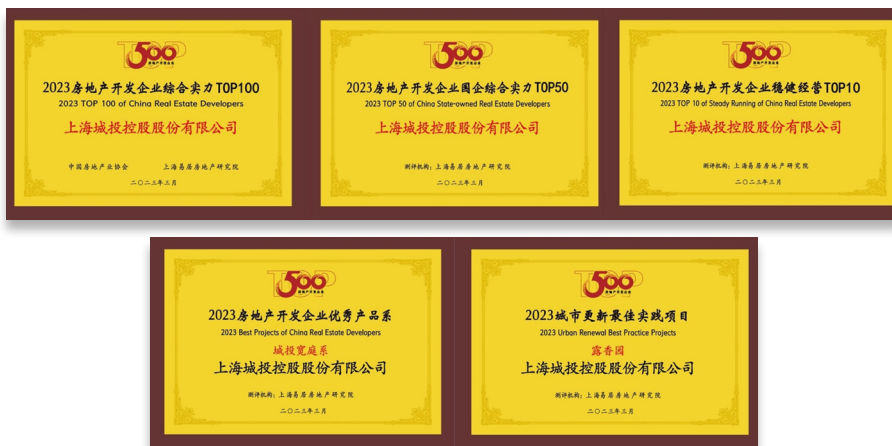 TOP
500
2023房地产开发企业综合实力TOP100
2023 TOP 100 of China Real Estate Developers
上海城投控股股份有限公司
中国房地产业协会 上海易居房地产研究院
二〇二三年三月
TOP
500
2023房地产开发企业国企综合实力TOP50
2023 TOP 50 of China State-owned Real Estate Developers
上海城投控股股份有限公司
测评机构：上海易居房地产研究院
二〇二三年三月
TOP
500
2023房地产开发企业稳健经营TOP10
2023 TOP 10 of Steady Running of China Real Estate Developers
上海城投控股股份有限公司
测评机构：上海易居房地产研究院
二〇二三年三月
TOP
500
2023房地产开发企业优秀产品系
2023 Best Projects of China Real Estate Developers
城投宽庭系
上海城投控股股份有限公司
测评机构：上海易居房地产研究院
二〇二三年三月
TOP
500
2023城市更新最佳实践项目
2023 Urban Renewal Best Practice Projects
露香园
上海城投控股股份有限公司
测评机构：上海易居房地产研究院
二〇二三年三月